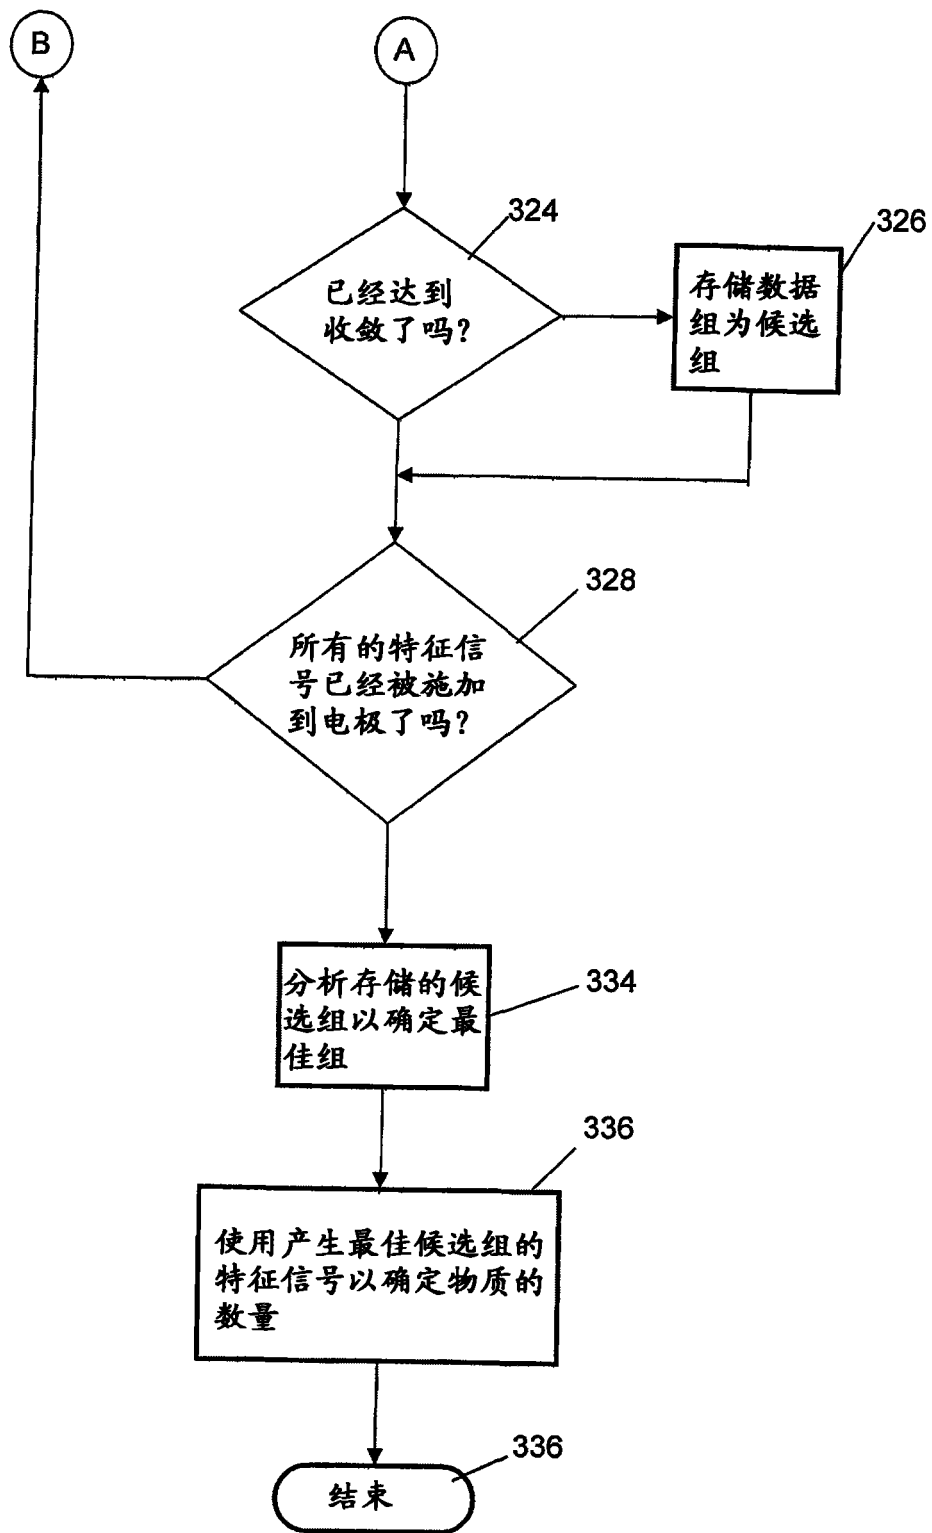 B
A
324
已经达到
收敛了吗?
326
存储数据
组为候选
组
328
所有的特征信
号已经被施加
到电极了吗?
334
分析存储的候
选组以确定最
佳组
336
使用产生最佳候选组的
特征信号以确定物质的
数量
336
结束